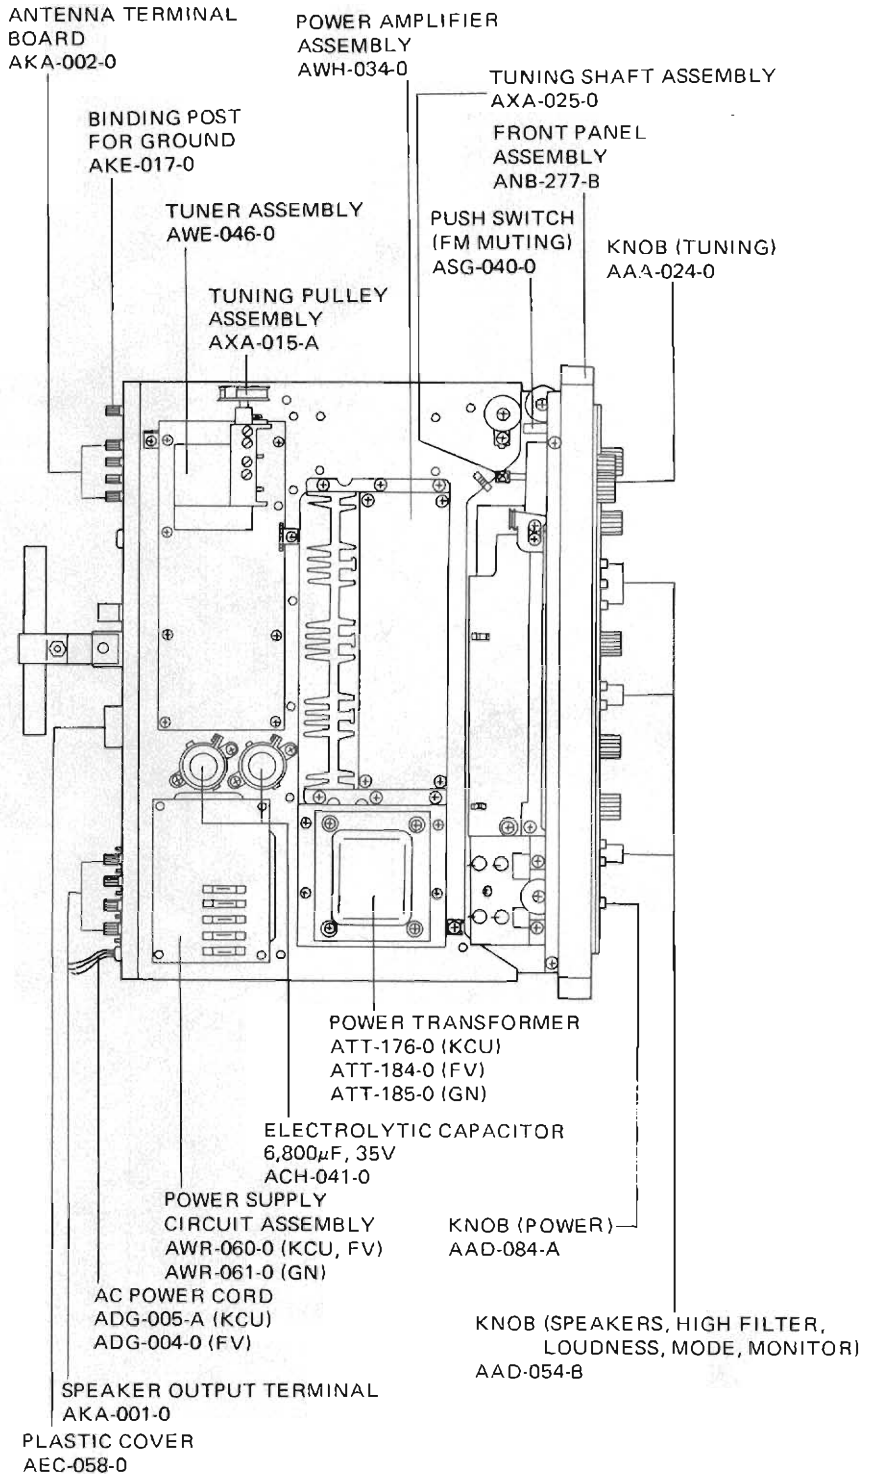 ANTENNA TERMINAL
BOARD
AKA-002-0
POWER AMPLIFIER
ASSEMBLY
AWH-034-0
TUNING SHAFT ASSEMBLY
AXA-025-0
BINDING POST
FOR GROUND
AKE-017-0
FRONT PANEL
ASSEMBLY
ANB-277-B
TUNER ASSEMBLY
AWE-046-0
PUSH SWITCH
(FM MUTING)
ASG-040-0
KNOB (TUNING)
AAA-024-0
TUNING PULLEY
ASSEMBLY
AXA-015-A
POWER TRANSFORMER
ATT-176-0 (KCU)
ATT-184-0 (FV)
ATT-185-0 (GN)
ELECTROLYTIC CAPACITOR
6,800μF, 35V
ACH-041-0
POWER SUPPLY
CIRCUIT ASSEMBLY
AWR-060-0 (KCU, FV)
AWR-061-0 (GN)
KNOB (POWER)
AAD-084-A
AC POWER CORD
ADG-005-A (KCU)
ADG-004-0 (FV)
KNOB (SPEAKERS, HIGH FILTER,
LOUDNESS, MODE, MONITOR)
AAD-054-B
SPEAKER OUTPUT TERMINAL
AKA-001-0
PLASTIC COVER
AEC-058-0